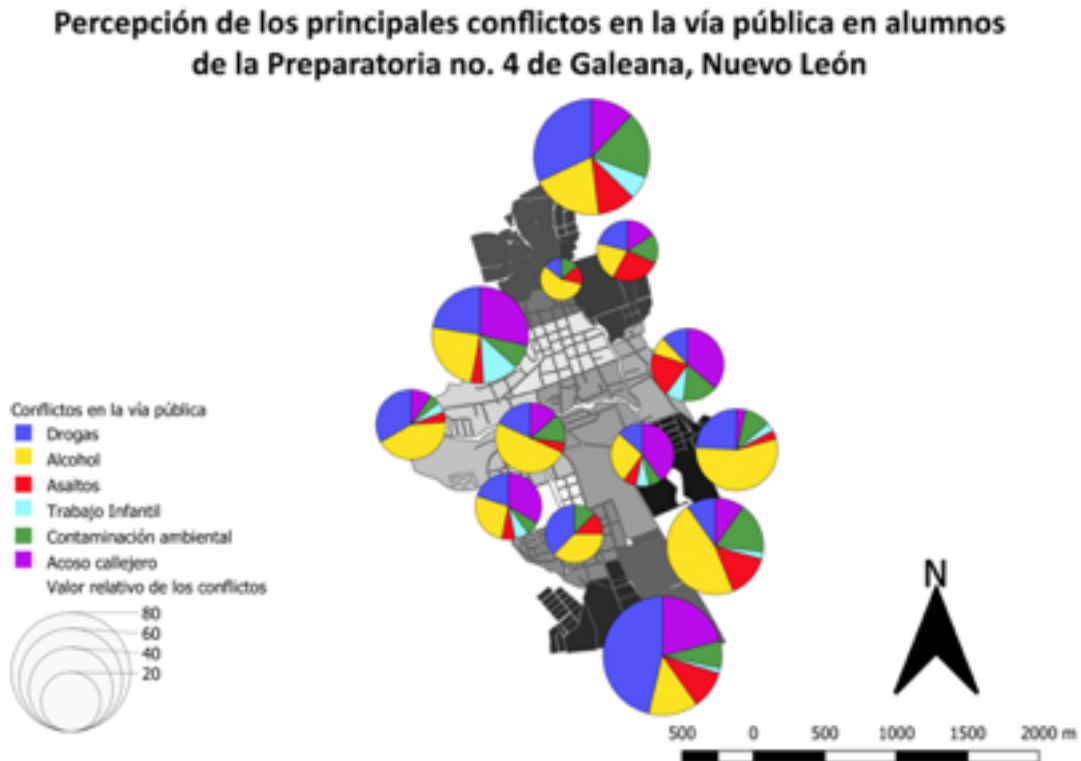 Percepción de los principales conflictos en la vía pública en alumnos
de la Preparatoria no. 4 de Galeana, Nuevo León
Conflictos en la vía pública
Drogas
Alcohol
Asaltos
Trabajo Infantil
Contaminación ambiental
Acoso callejero
Valor relativo de los conflictos
80
60
40
20
N
500 0 500 1000 1500 2000 m